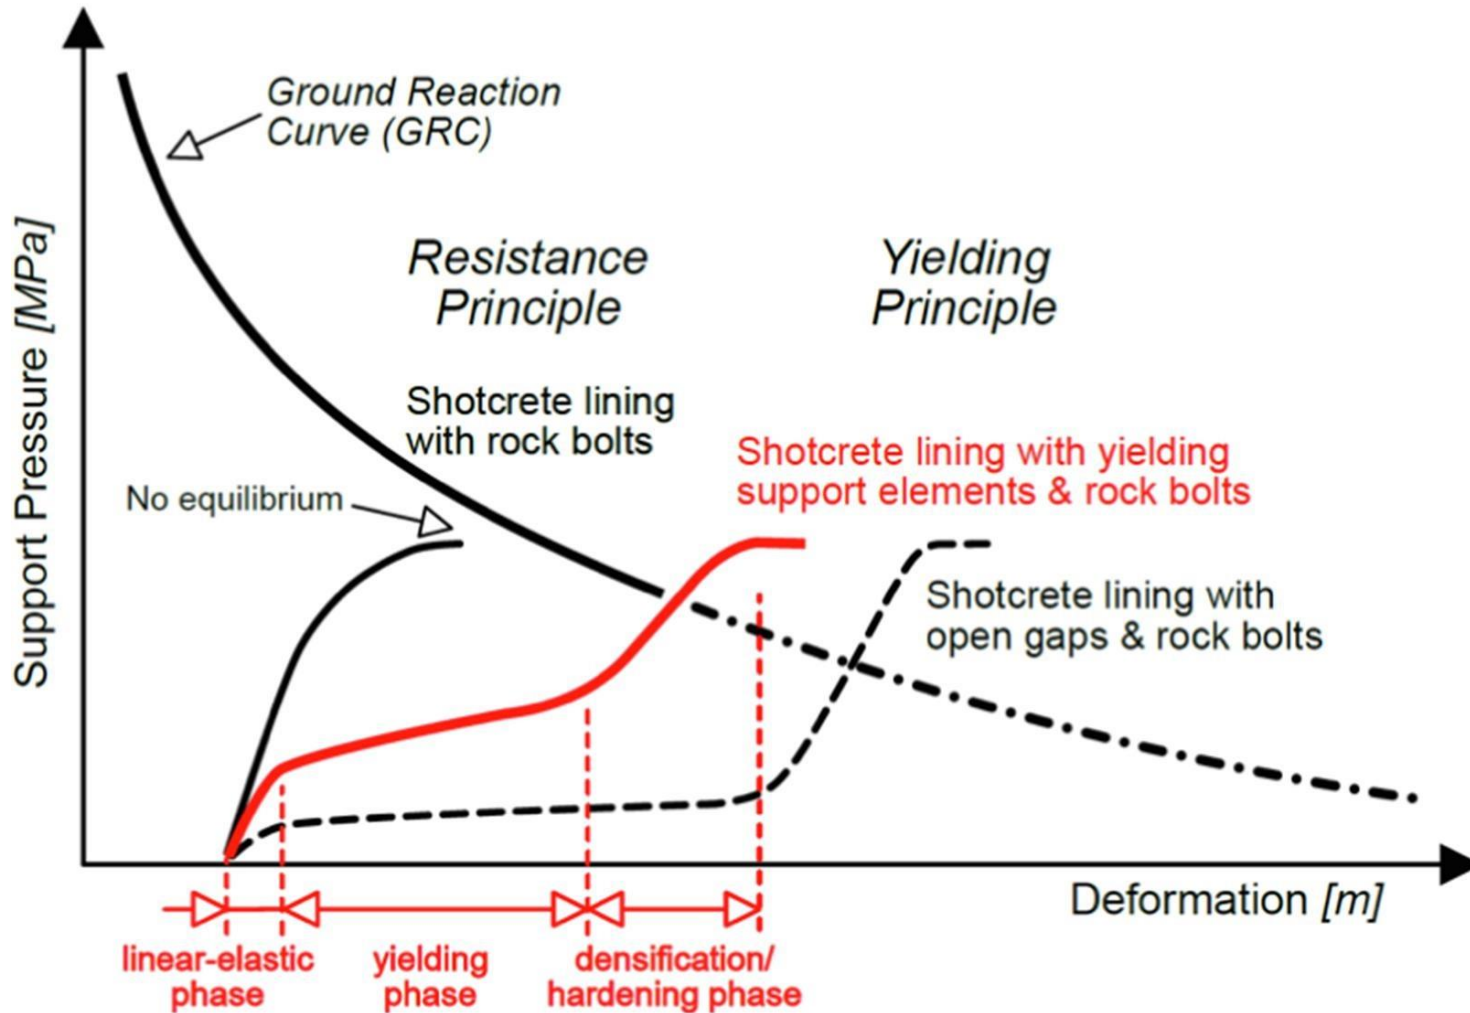 Ground Reaction
Curve (GRC)
Support Pressure [MPa]
Resistance
Principle
Yielding
Principle
Shotcrete lining
with rock bolts
Shotcrete lining with yielding
support elements & rock bolts
No equilibrium
Shotcrete lining with
open gaps & rock bolts
Deformation [m]
linear-elastic
phase
yielding
phase
densification/
hardening phase